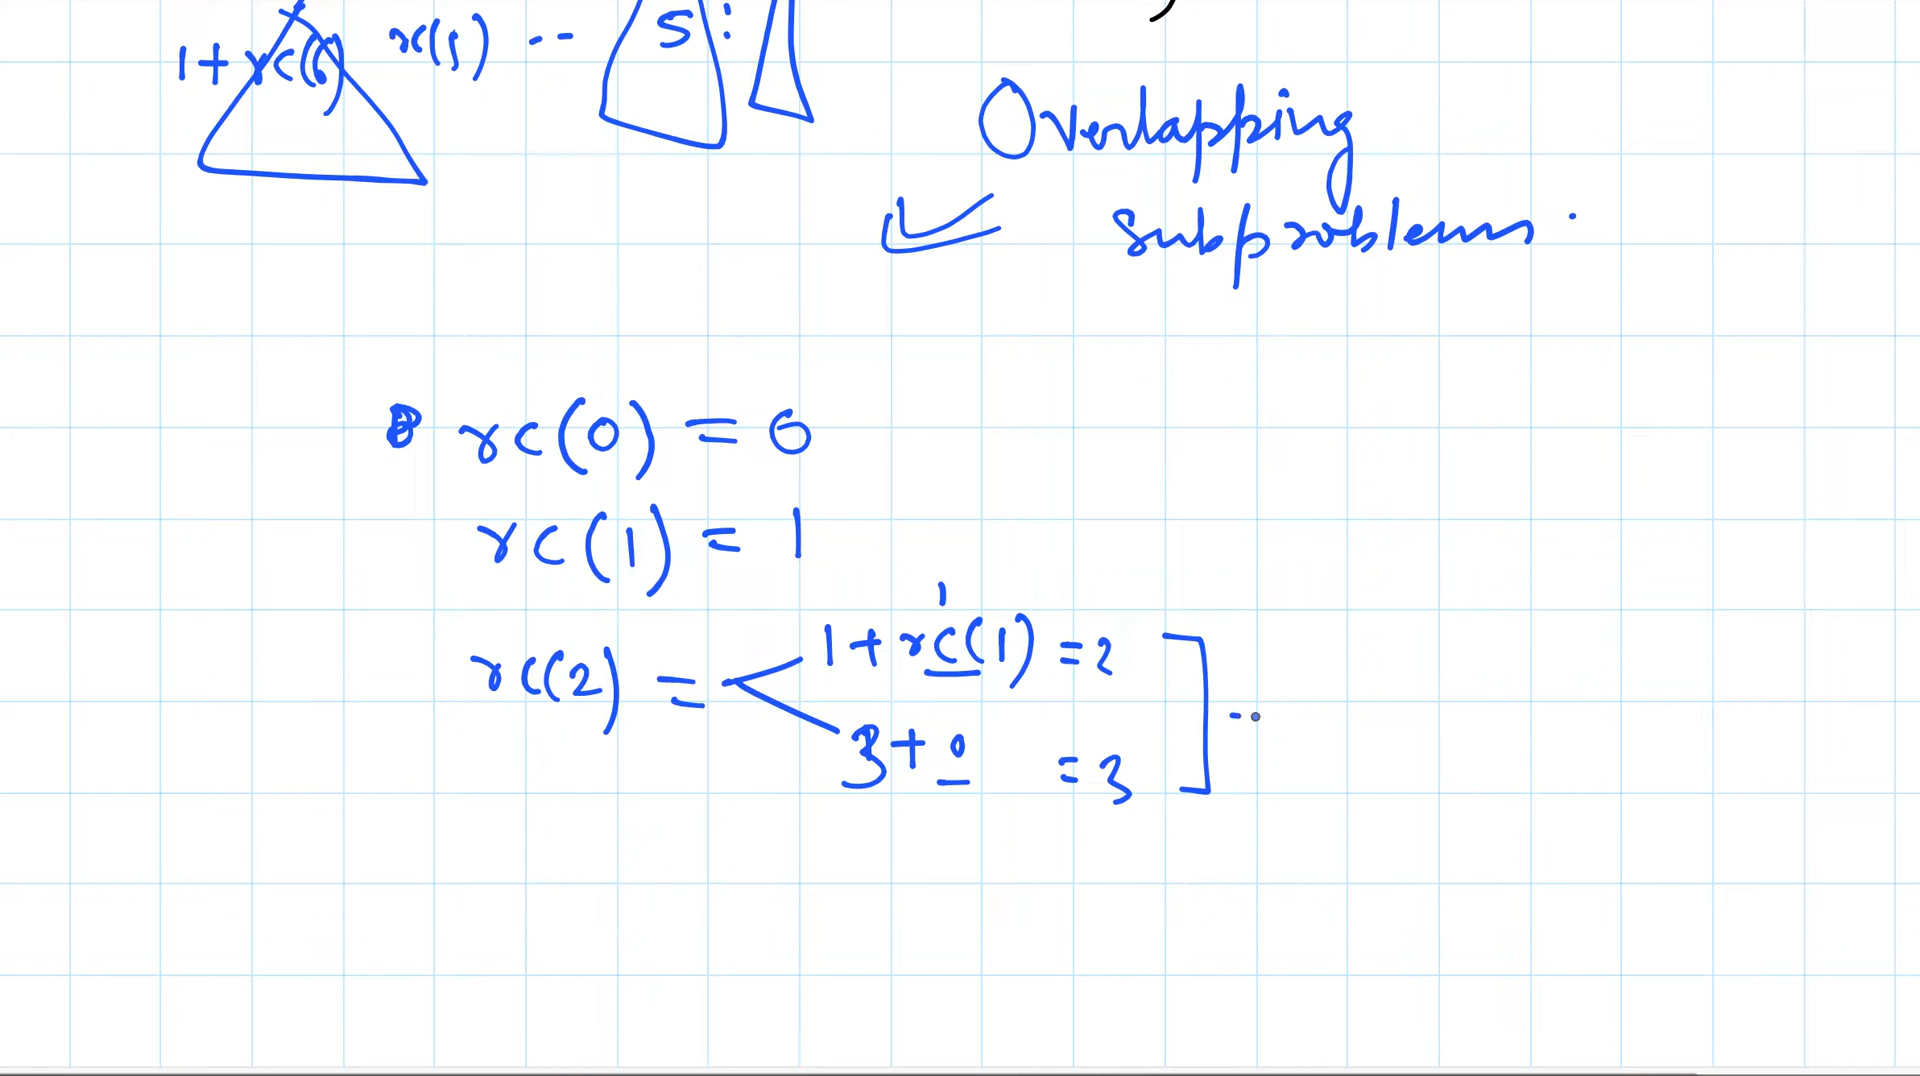 1 + rc(6) rc(5) -- 5 :
Overlapping
subproblems.
rc(0) = 0
rc(1) = 1
1
rc(2) = 1 + rc(1) = 2
3 + 0 = 3